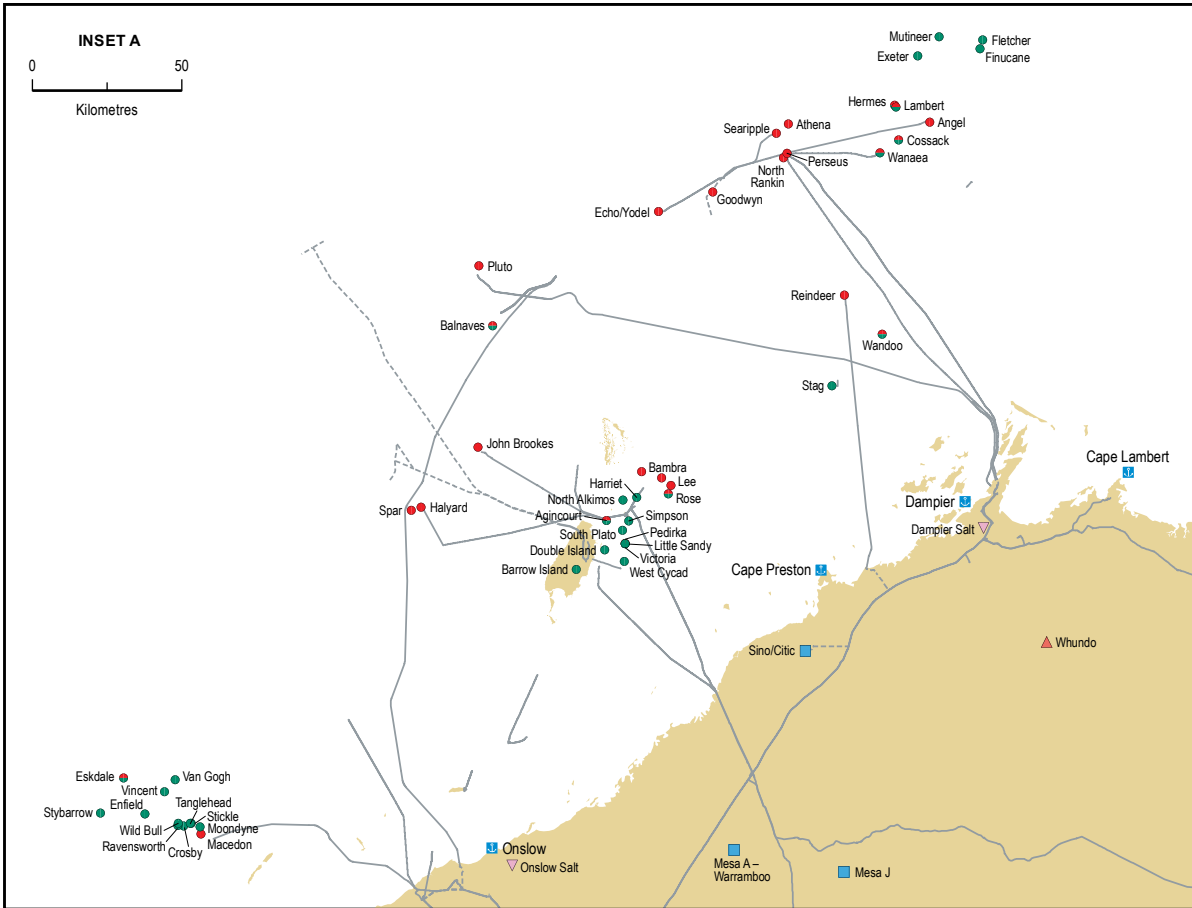 INSET A
0 50
Kilometres
Mutineer
Fletcher
Exeter
Finucane
Hermes
Lambert
Angel
Athena
Searipple
Cossack
Perseus
Wanaea
North
Rankin
Goodwyn
Echo/Yodel
Pluto
Reindeer
Balnaves
Wandoo
Stag
John Brookes
Bambra
Lee
Harriet
Rose
North Alkimos
Cape Lambert
Dampier
Spar
Halyard
Agincourt
Simpson
Dampier Salt
South Plato
Pedirka
Little Sandy
Double Island
Victoria
Barrow Island
West Cycad
Cape Preston
Sino/Citic
Whundo
Eskdale
Van Gogh
Vincent
Enfield
Tanglehead
Stybarrow
Stickle
Wild Bull
Moondyne
Ravensworth
Crosby
Macedon
Onslow
Onslow Salt
Mesa A –
Warramboo
Mesa J